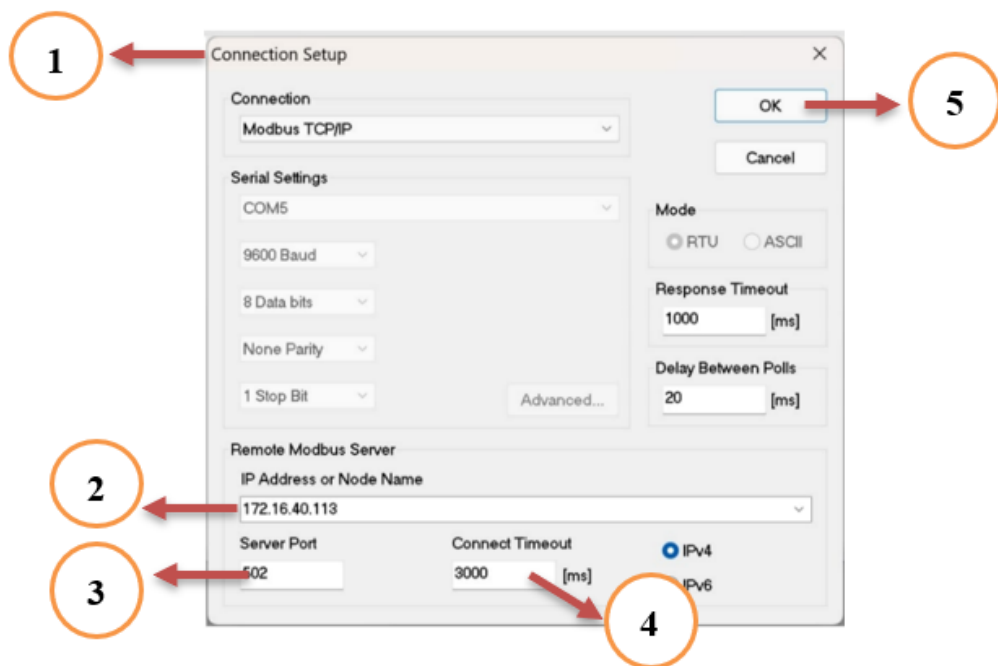 1
Connection Setup
5
Connection
OK
Modbus TCP/IP
Cancel
Serial Settings
COM5
Mode
RTU
ASCII
9600 Baud
8 Data bits
Response Timeout
1000
[ms]
None Parity
Delay Between Polls
1 Stop Bit
Advanced...
20
[ms]
Remote Modbus Server
2
IP Address or Node Name
172.16.40.113
Server Port
Connect Timeout
IPv4
3
502
3000
[ms]
IPv6
4